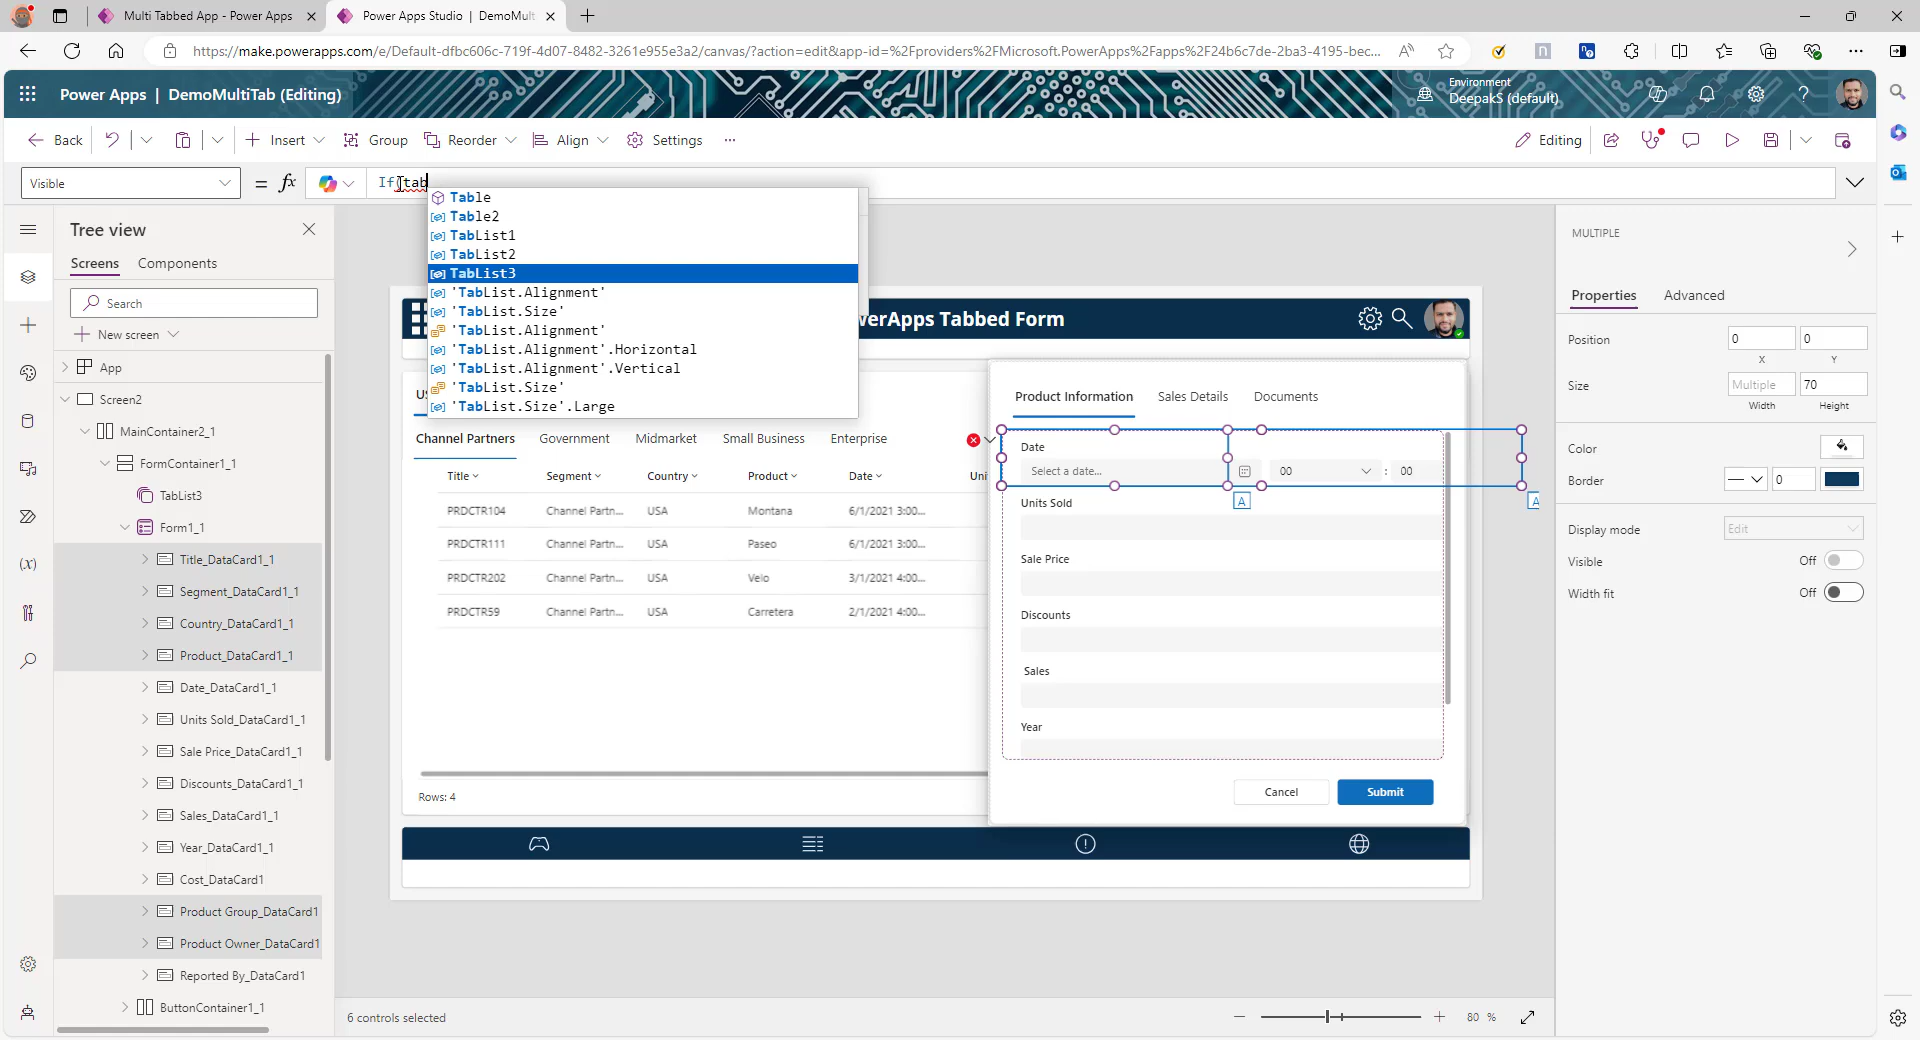 Multi Tabbed App - Power Apps
Power Apps Studio | DemoMult
https://make.powerapps.com/e/Default-dfbc606c-719f-4d07-8482-3261e955e3a2/canvas/?action=edit&app-id=%2Fproviders%2FMicrosoft.PowerApps%2Fapps%2F24b6c7de-2ba3-4195-bec...
Power Apps | DemoMultiTab (Editing)
Environment
DeepakS (default)
Back
Insert
Group
Reorder
Align
Settings
Editing
Visible
= fx
If(tab
Table
Table2
TabList1
TabList2
TabList3
'TabList.Alignment'
'TabList.Size'
'TabList.Alignment'
'TabList.Alignment'.Horizontal
'TabList.Alignment'.Vertical
'TabList.Size'
'TabList.Size'.Large
Tree view
Screens
Components
Search
New screen
App
Screen2
MainContainer2_1
FormContainer1_1
TabList3
Form1_1
Title_DataCard1_1
Segment_DataCard1_1
Country_DataCard1_1
Product_DataCard1_1
Date_DataCard1_1
Units Sold_DataCard1_1
Sale Price_DataCard1_1
Discounts_DataCard1_1
Sales_DataCard1_1
Year_DataCard1_1
Cost_DataCard1
Product Group_DataCard1
Product Owner_DataCard1
Reported By_DataCard1
ButtonContainer1_1
werApps Tabbed Form
Channel Partners
Government
Midmarket
Small Business
Enterprise
Title
Segment
Country
Product
Date
Uni
PRDCTR104 Channel Partn... USA Montana 6/1/2021 3:00...
PRDCTR111 Channel Partn... USA Paseo 6/1/2021 3:00...
PRDCTR202 Channel Partn... USA Velo 3/1/2021 4:00...
PRDCTR59 Channel Partn... USA Carretera 2/1/2021 4:00...
Rows: 4
Product Information
Sales Details
Documents
Date
Select a date...
00 : 00
A
A
Units Sold
Sale Price
Discounts
Sales
Year
Cancel
Submit
MULTIPLE
Properties
Advanced
Position
0
0
X
Y
Size
Multiple
70
Width
Height
Color
Border
0
Display mode
Edit
Visible
Off
Width fit
Off
6 controls selected
80 %